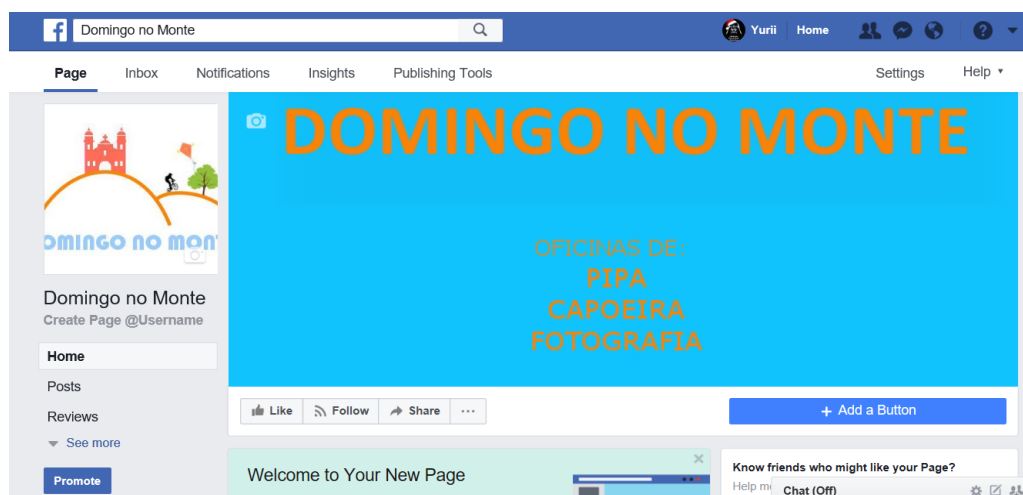 Domingo no Monte
Yurii Home
Page Inbox Notifications Insights Publishing Tools Settings Help
DOMINGO NO MONTE
OMINGO NO MON
OFICINAS DE:
PIPA
CAPOEIRA
FOTOGRAFIA
Domingo no Monte
Create Page @Username
Home
Posts
Reviews
See more
Promote
Like Follow Share ...
+ Add a Button
Welcome to Your New Page
Know friends who might like your Page?
Help
Chat (Off)